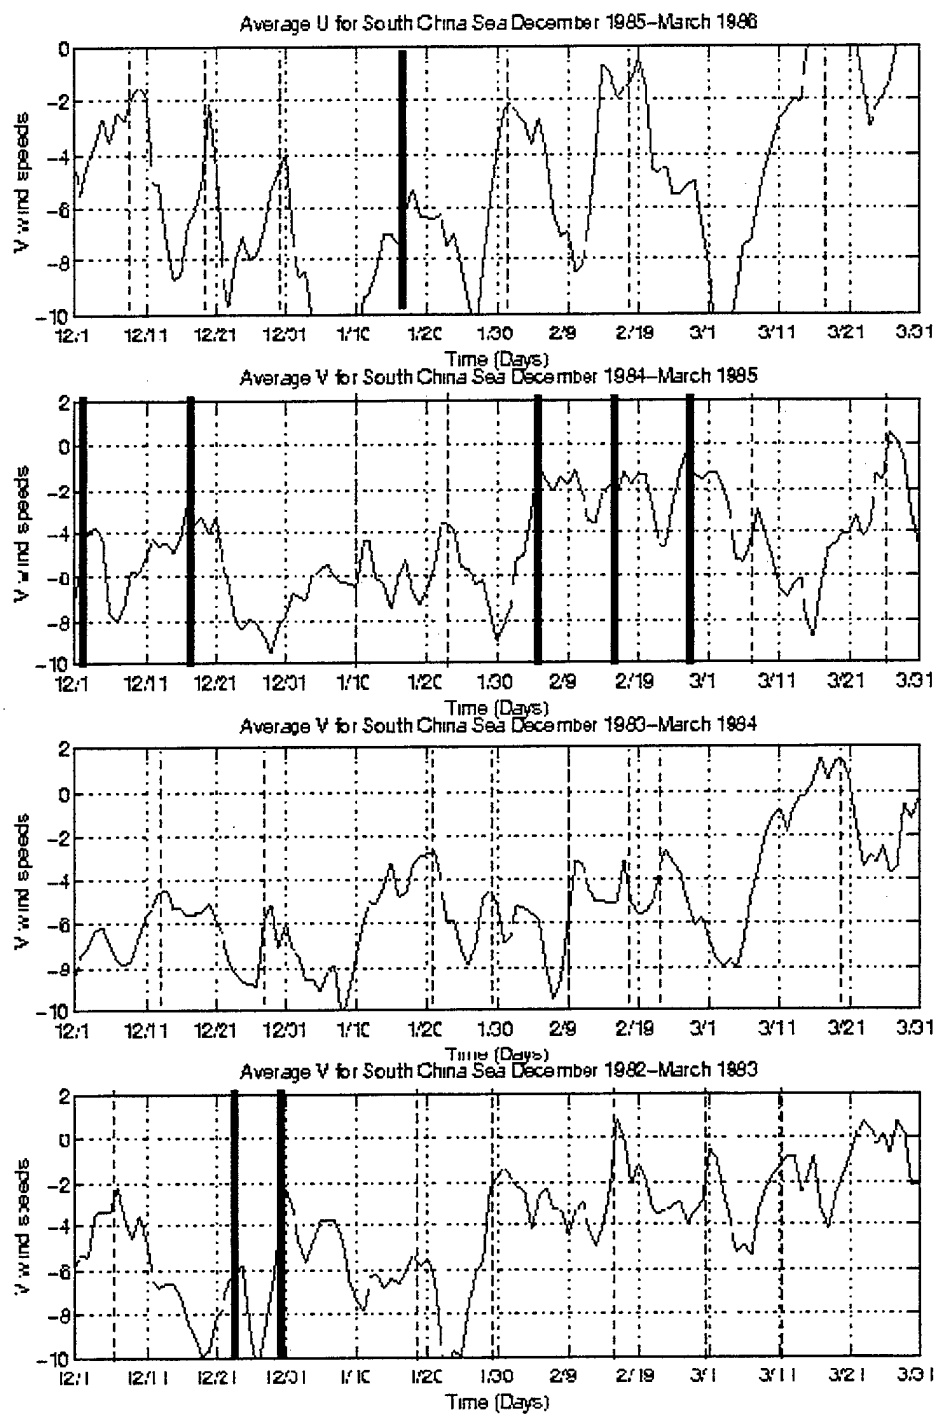 Average U for South China Sea December 1985–March 1986
0
−2
−4
−6
−8
−10
V wind speeds
12/1 12/11 12/21 12/31 1/10 1/20 1/30 2/9 2/19 3/1 3/11 3/21 3/31
Time (Days)
Average V for South China Sea December 1984–March 1985
2
0
−2
−4
−6
−8
−10
V wind speeds
12/1 12/11 12/21 12/31 1/10 1/20 1/30 2/9 2/19 3/1 3/11 3/21 3/31
Time (Days)
Average V for South China Sea December 1983–March 1984
2
0
−2
−4
−6
−8
−10
V wind speeds
12/1 12/11 12/21 12/31 1/10 1/20 1/30 2/9 2/19 3/1 3/11 3/21 3/31
Time (Days)
Average V for South China Sea December 1982–March 1983
2
0
−2
−4
−6
−8
−10
V wind speeds
12/1 12/11 12/21 12/31 1/10 1/20 1/30 2/9 2/19 3/1 3/11 3/21 3/31
Time (Days)